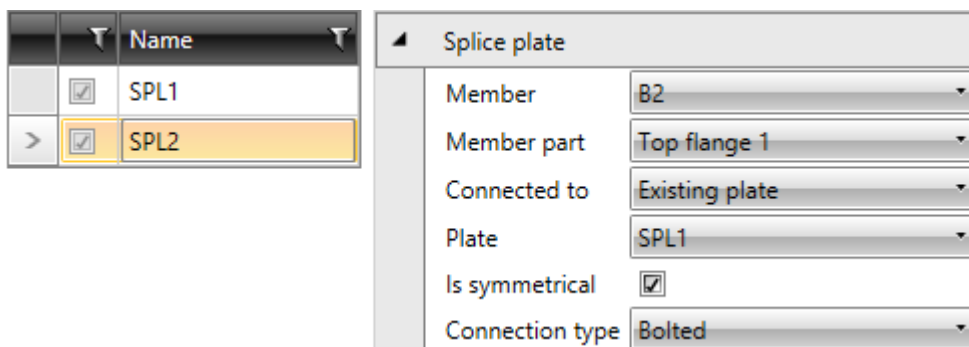 Name
SPL1
SPL2
Splice plate
Member B2
Member part Top flange 1
Connected to Existing plate
Plate SPL1
Is symmetrical
Connection type Bolted